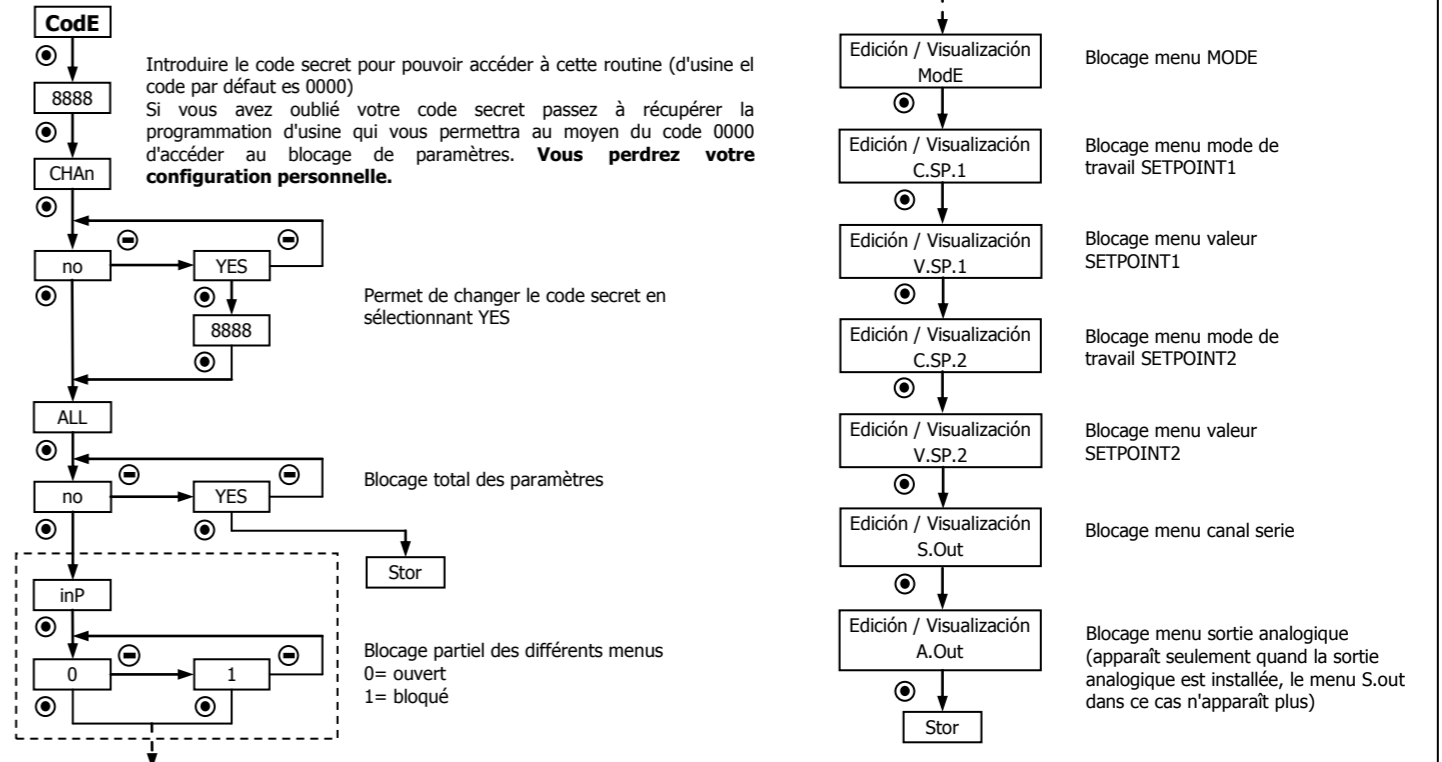 CodE
8888
CHAn
Introduire le code secret pour pouvoir accéder à cette routine (d'usine el
code par défaut es 0000)
Si vous avez oublié votre code secret passez à récupérer la
programmation d'usine qui vous permettra au moyen du code 0000
d'accéder au blocage de paramètres. Vous perdrez votre
configuration personnelle.
no
YES
8888
Permet de changer le code secret en
sélectionnant YES
ALL
no
YES
Blocage total des paramètres
Stor
inP
0
1
Blocage partiel des différents menus
0= ouvert
1= bloqué
Edición / Visualización
ModE
Blocage menu MODE
Edición / Visualización
C.SP.1
Blocage menu mode de
travail SETPOINT1
Edición / Visualización
V.SP.1
Blocage menu valeur
SETPOINT1
Edición / Visualización
C.SP.2
Blocage menu mode de
travail SETPOINT2
Edición / Visualización
V.SP.2
Blocage menu valeur
SETPOINT2
Edición / Visualización
S.Out
Blocage menu canal serie
Edición / Visualización
A.Out
Blocage menu sortie analogique
(apparaît seulement quand la sortie
analogique est installée, le menu S.out
dans ce cas n'apparaît plus)
Stor